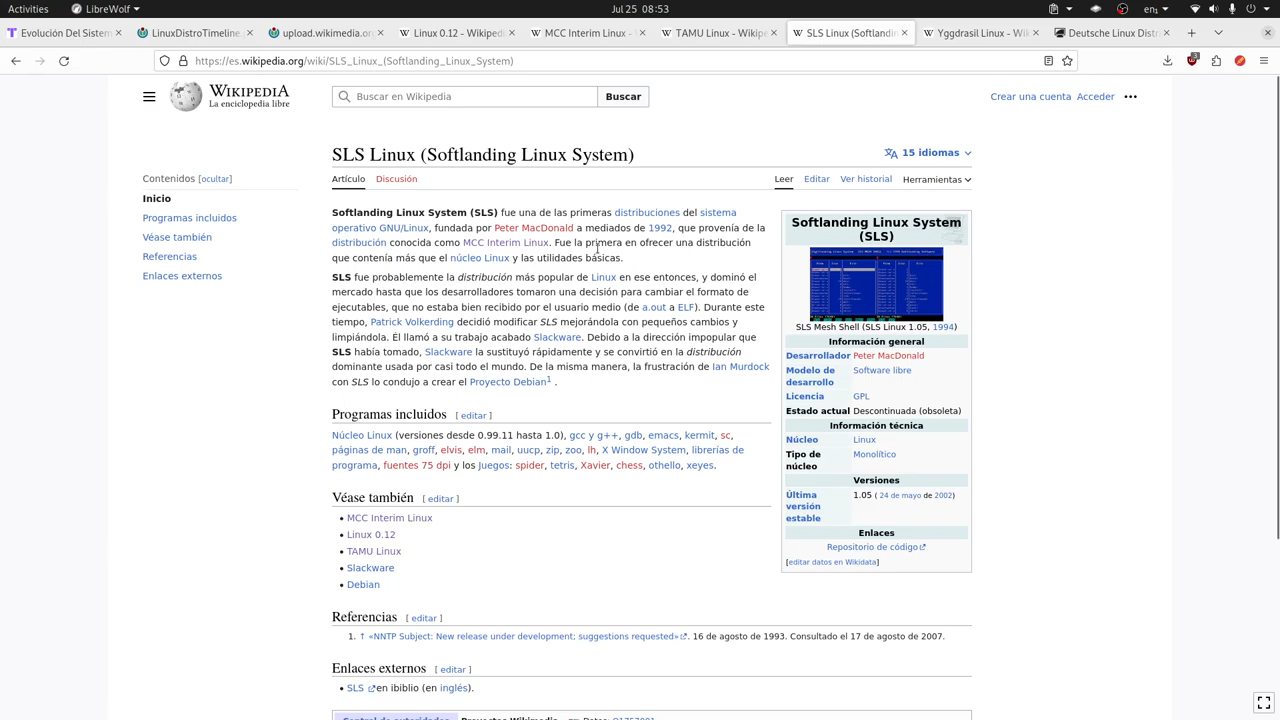 Activities LibreWolf Jul 25 08:53
Evolución Del Sistem LinuxDistroTimeline. upload.wikimedia.or Linux 0.12 - Wikiped MCC Interim Linux - TAMU Linux - Wikipe SLS Linux (Softlandin Yggdrasil Linux - Wi Deutsche Linux Distr
https://es.wikipedia.org/wiki/SLS_Linux_(Softlanding_Linux_System)
WIKIPEDIA
La enciclopedia libre
Buscar en Wikipedia Buscar
Crear una cuenta Acceder
SLS Linux (Softlanding Linux System)
15 idiomas
Contenidos [ocultar]
Inicio
Programas incluidos
Véase también
Referencias
Enlaces externos
Artículo Discusión Leer Editar Ver historial Herramientas
Softlanding Linux System (SLS) fue una de las primeras distribuciones del sistema
operativo GNU/Linux, fundada por Peter MacDonald a mediados de 1992, que provenía de la
distribución conocida como MCC Interim Linux. Fue la primera en ofrecer una distribución
que contenía más que el núcleo Linux y las utilidades básicas.
SLS fue probablemente la distribución más popular de Linux en ese entonces, y dominó el
mercado hasta que los desarrolladores tomaron una decisión para cambiar el formato de
ejecutables, que no estaba bien recibido por el usuario medio (de a.out a ELF). Durante este
tiempo, Patrick Volkerding decidió modificar SLS mejorándola con pequeños cambios y
limpiándola. Él llamó a su trabajo acabado Slackware. Debido a la dirección impopular que
SLS había tomado, Slackware la sustituyó rápidamente y se convirtió en la distribución
dominante usada por casi todo el mundo. De la misma manera, la frustración de Ian Murdock
con SLS lo condujo a crear el Proyecto Debian1 .
Softlanding Linux System
(SLS)
SLS Mesh Shell (SLS Linux 1.05, 1994)
Información general
Desarrollador Peter MacDonald
Modelo de desarrollo Software libre
Licencia GPL
Estado actual Descontinuada (obsoleta)
Información técnica
Núcleo Linux
Tipo de núcleo Monolítico
Versiones
Última versión estable 1.05 ( 24 de mayo de 2002)
Enlaces
Repositorio de código
[editar datos en Wikidata]
Programas incluidos [ editar ]
Núcleo Linux (versiones desde 0.99.11 hasta 1.0), gcc y g++, gdb, emacs, kermit, sc,
páginas de man, groff, elvis, elm, mail, uucp, zip, zoo, lh, X Window System, librerías de
programa, fuentes 75 dpi y los Juegos: spider, tetris, Xavier, chess, othello, xeyes.
Véase también [ editar ]
• MCC Interim Linux
• Linux 0.12
• TAMU Linux
• Slackware
• Debian
Referencias [ editar ]
1. ↑ «NNTP Subject: New release under development; suggestions requested». 16 de agosto de 1993. Consultado el 17 de agosto de 2007.
Enlaces externos [ editar ]
• SLS en ibiblio (en inglés).